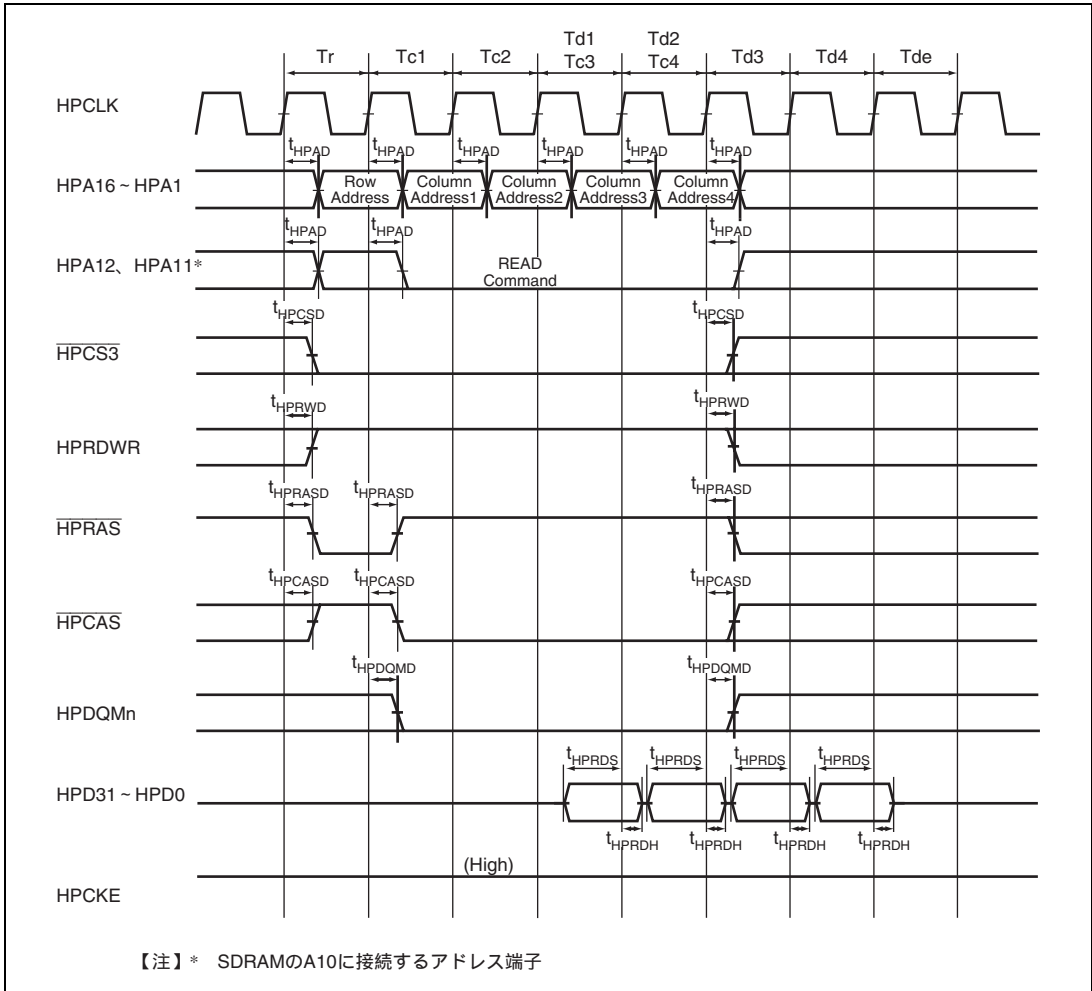 Td1 Td2
Tr Tc1 Tc2 Tc3 Tc4 Td3 Td4 Tde
HPCLK
tHPAD tHPAD tHPAD tHPAD tHPAD tHPAD
HPA16 ~ HPA1
Row Address
Column Address1
Column Address2
Column Address3
Column Address4
tHPAD tHPAD tHPAD
HPA12、HPA11*
READ
Command
tHPCSD tHPCSD
HPCS3
tHPRWD tHPRWD
HPRDWR
tHPRASD tHPRASD tHPRASD
HPRAS
tHPCASD tHPCASD tHPCASD
HPCAS
tHPDQMD tHPDQMD
HPDQMn
tHPRDS tHPRDS tHPRDS tHPRDS
HPD31 ~ HPD0
tHPRDH tHPRDH tHPRDH tHPRDH
(High)
HPCKE
【注】* SDRAMのA10に接続するアドレス端子